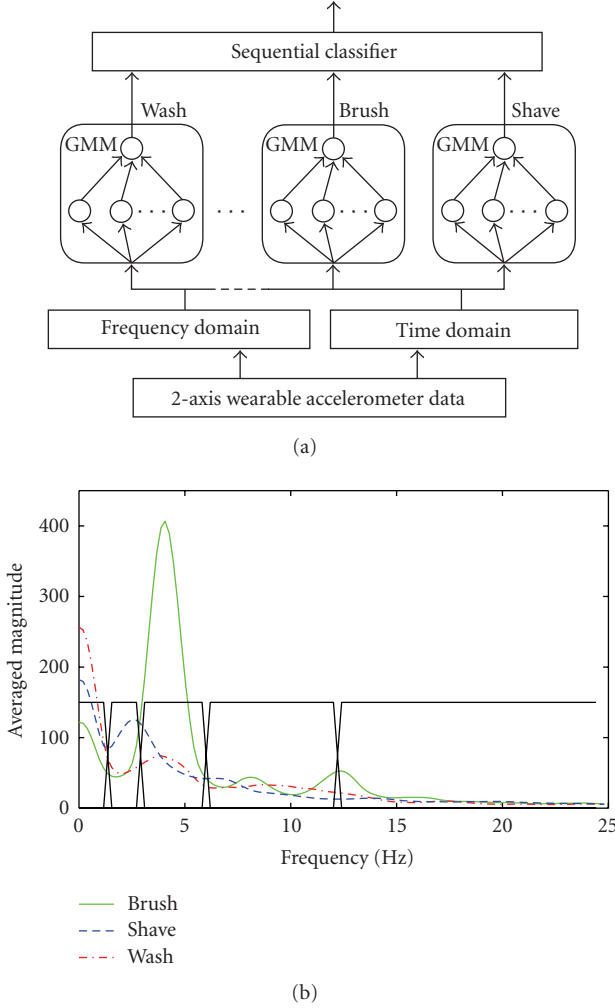 Sequential classifier
Wash
Brush
Shave
GMM
GMM
GMM
· · ·
· · ·
· · ·
· · ·
· · ·
Frequency domain
Time domain
2-axis wearable accelerometer data
(a)
Averaged magnitude
400
300
200
100
0
0
5
10
15
20
25
Frequency (Hz)
Brush
Shave
Wash
(b)